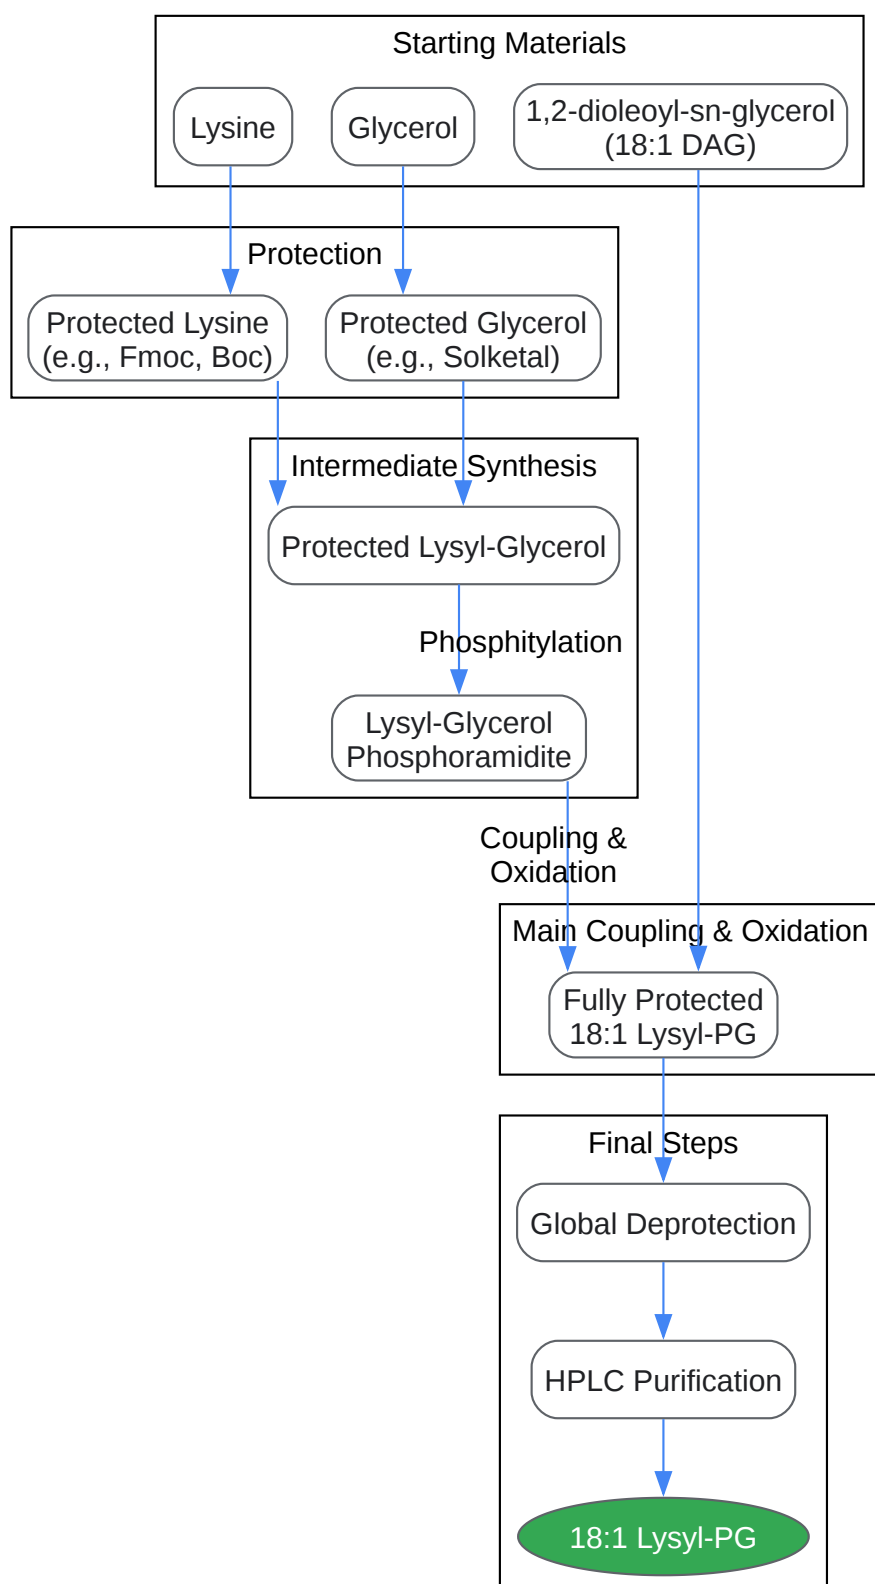 Starting Materials
Lysine
Glycerol
1,2-dioleoyl-sn-glycerol
(18:1 DAG)
Protection
Protected Lysine
(e.g., Fmoc, Boc)
Protected Glycerol
(e.g., Solketal)
Intermediate Synthesis
Protected Lysyl-Glycerol
Phosphitylation
Lysyl-Glycerol
Phosphoramidite
Coupling &
Oxidation
Main Coupling & Oxidation
Fully Protected
18:1 Lysyl-PG
Final Steps
Global Deprotection
HPLC Purification
18:1 Lysyl-PG